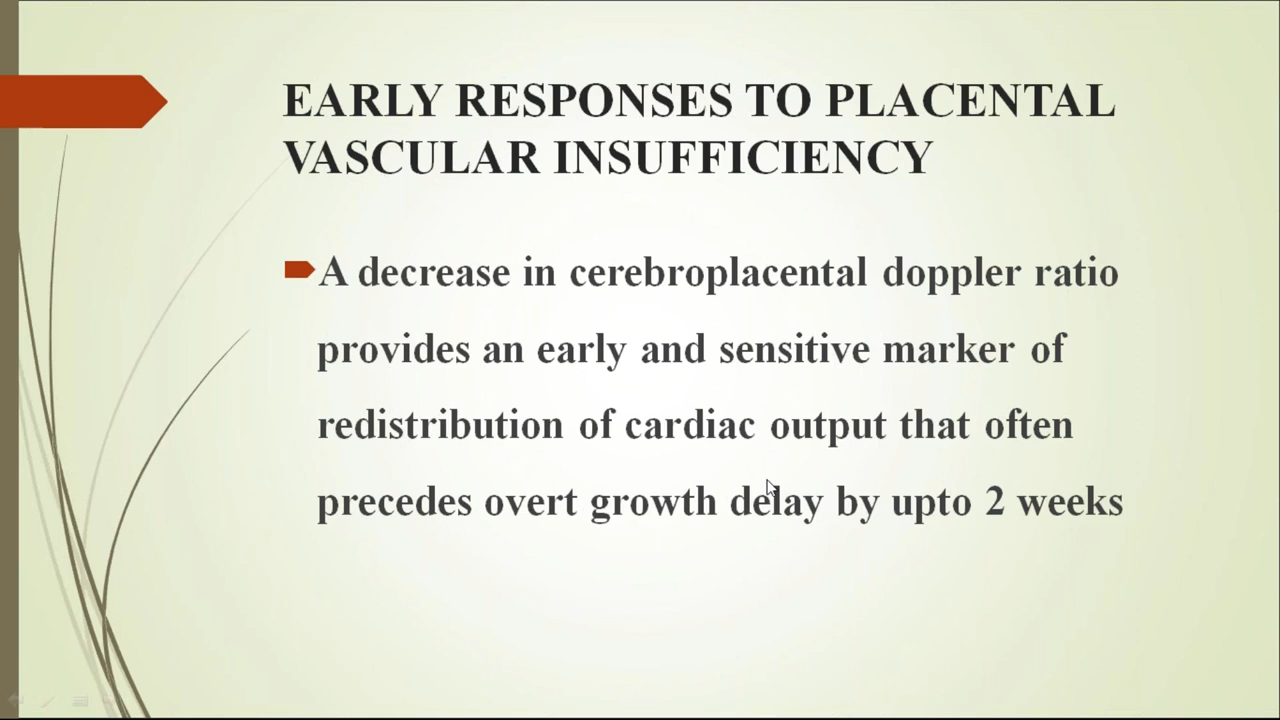 EARLY RESPONSES TO PLACENTAL
VASCULAR INSUFFICIENCY
A decrease in cerebroplacental doppler ratio
provides an early and sensitive marker of
redistribution of cardiac output that often
precedes overt growth delay by upto 2 weeks